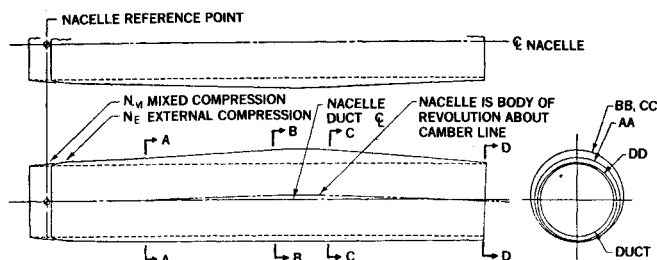 NACELLE REFERENCE POINT
℄ NACELLE
N_M MIXED COMPRESSION
N_E EXTERNAL COMPRESSION
NACELLE
DUCT ℄
NACELLE IS BODY OF
REVOLUTION ABOUT
CAMBER LINE
A
B
C
D
BB, CC
AA
DD
DUCT
A
B
C
D